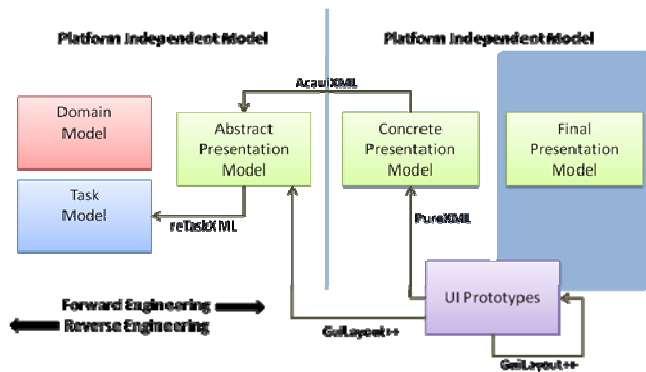 Platform Independent Model
Platform Independent Model
AcauiXML
Domain
Model
Abstract
Presentation
Model
Concrete
Presentation
Model
Final
Presentation
Model
Task
Model
reTaskXML
PureXML
UI Prototypes
Forward Engineering
Reverse Engineering
GuiLayout++
GuiLayout++